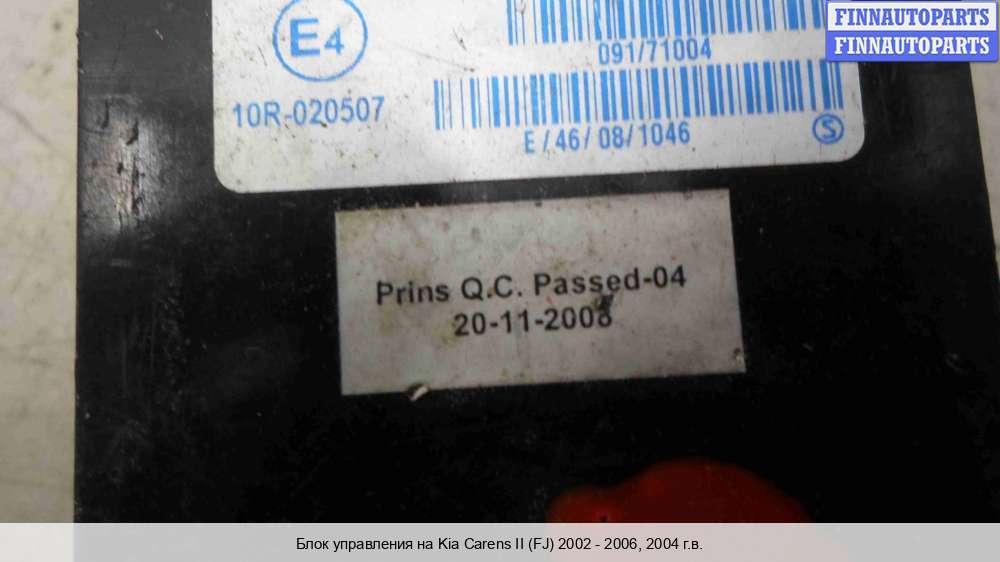 FINNAUTOPARTS
FINNAUTOPARTS
E4
091/71004
10R-020507
E/46/08/1046
S
Prins Q.C. Passed-04
20-11-2008
Блок управления на Kia Carens II (FJ) 2002 - 2006, 2004 г.в.